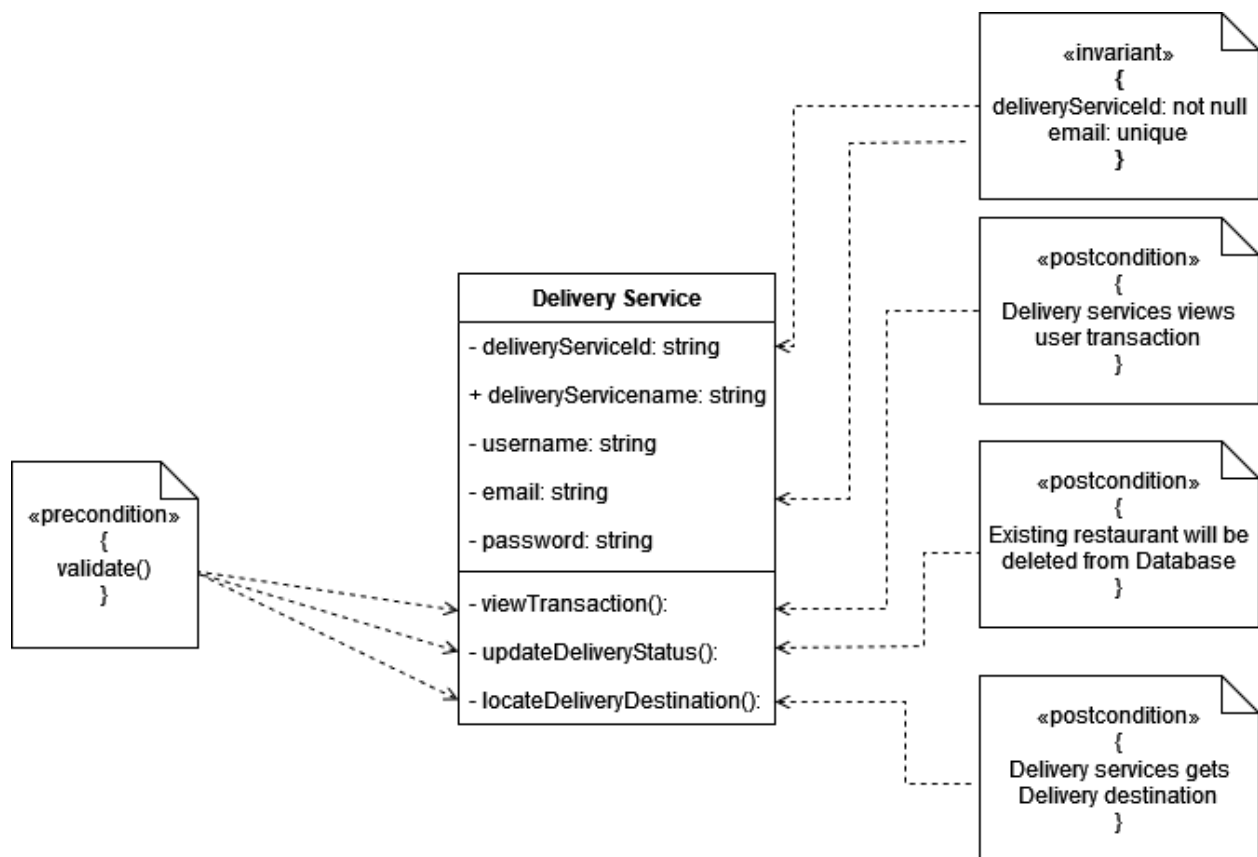 «invariant»
{
deliveryServiceId: not null
email: unique
}
«postcondition»
{
Delivery services views
user transaction
}
Delivery Service
- deliveryServiceId: string
+ deliveryServicename: string
- username: string
- email: string
- password: string
- viewTransaction():
- updateDeliveryStatus():
- locateDeliveryDestination():
«precondition»
{
validate()
}
«postcondition»
{
Existing restaurant will be
deleted from Database
}
«postcondition»
{
Delivery services gets
Delivery destination
}